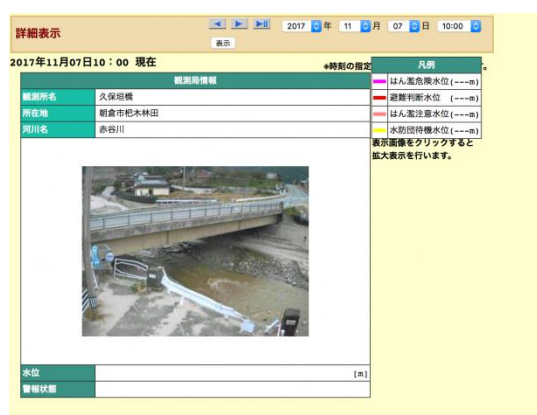 詳細表示
2017 年 11 月 07 日 10:00
表示
2017年11月07日10：00 現在
※時刻の指定
。
凡例
はん濫危険水位(---m)
避難判断水位 (---m)
はん濫注意水位(---m)
水防団待機水位(---m)
表示画像をクリックすると
拡大表示を行います。
観測局情報
観測所名 久保垣橋
所在地 朝倉市杷木林田
河川名 赤谷川
水位 [m]
警報状態